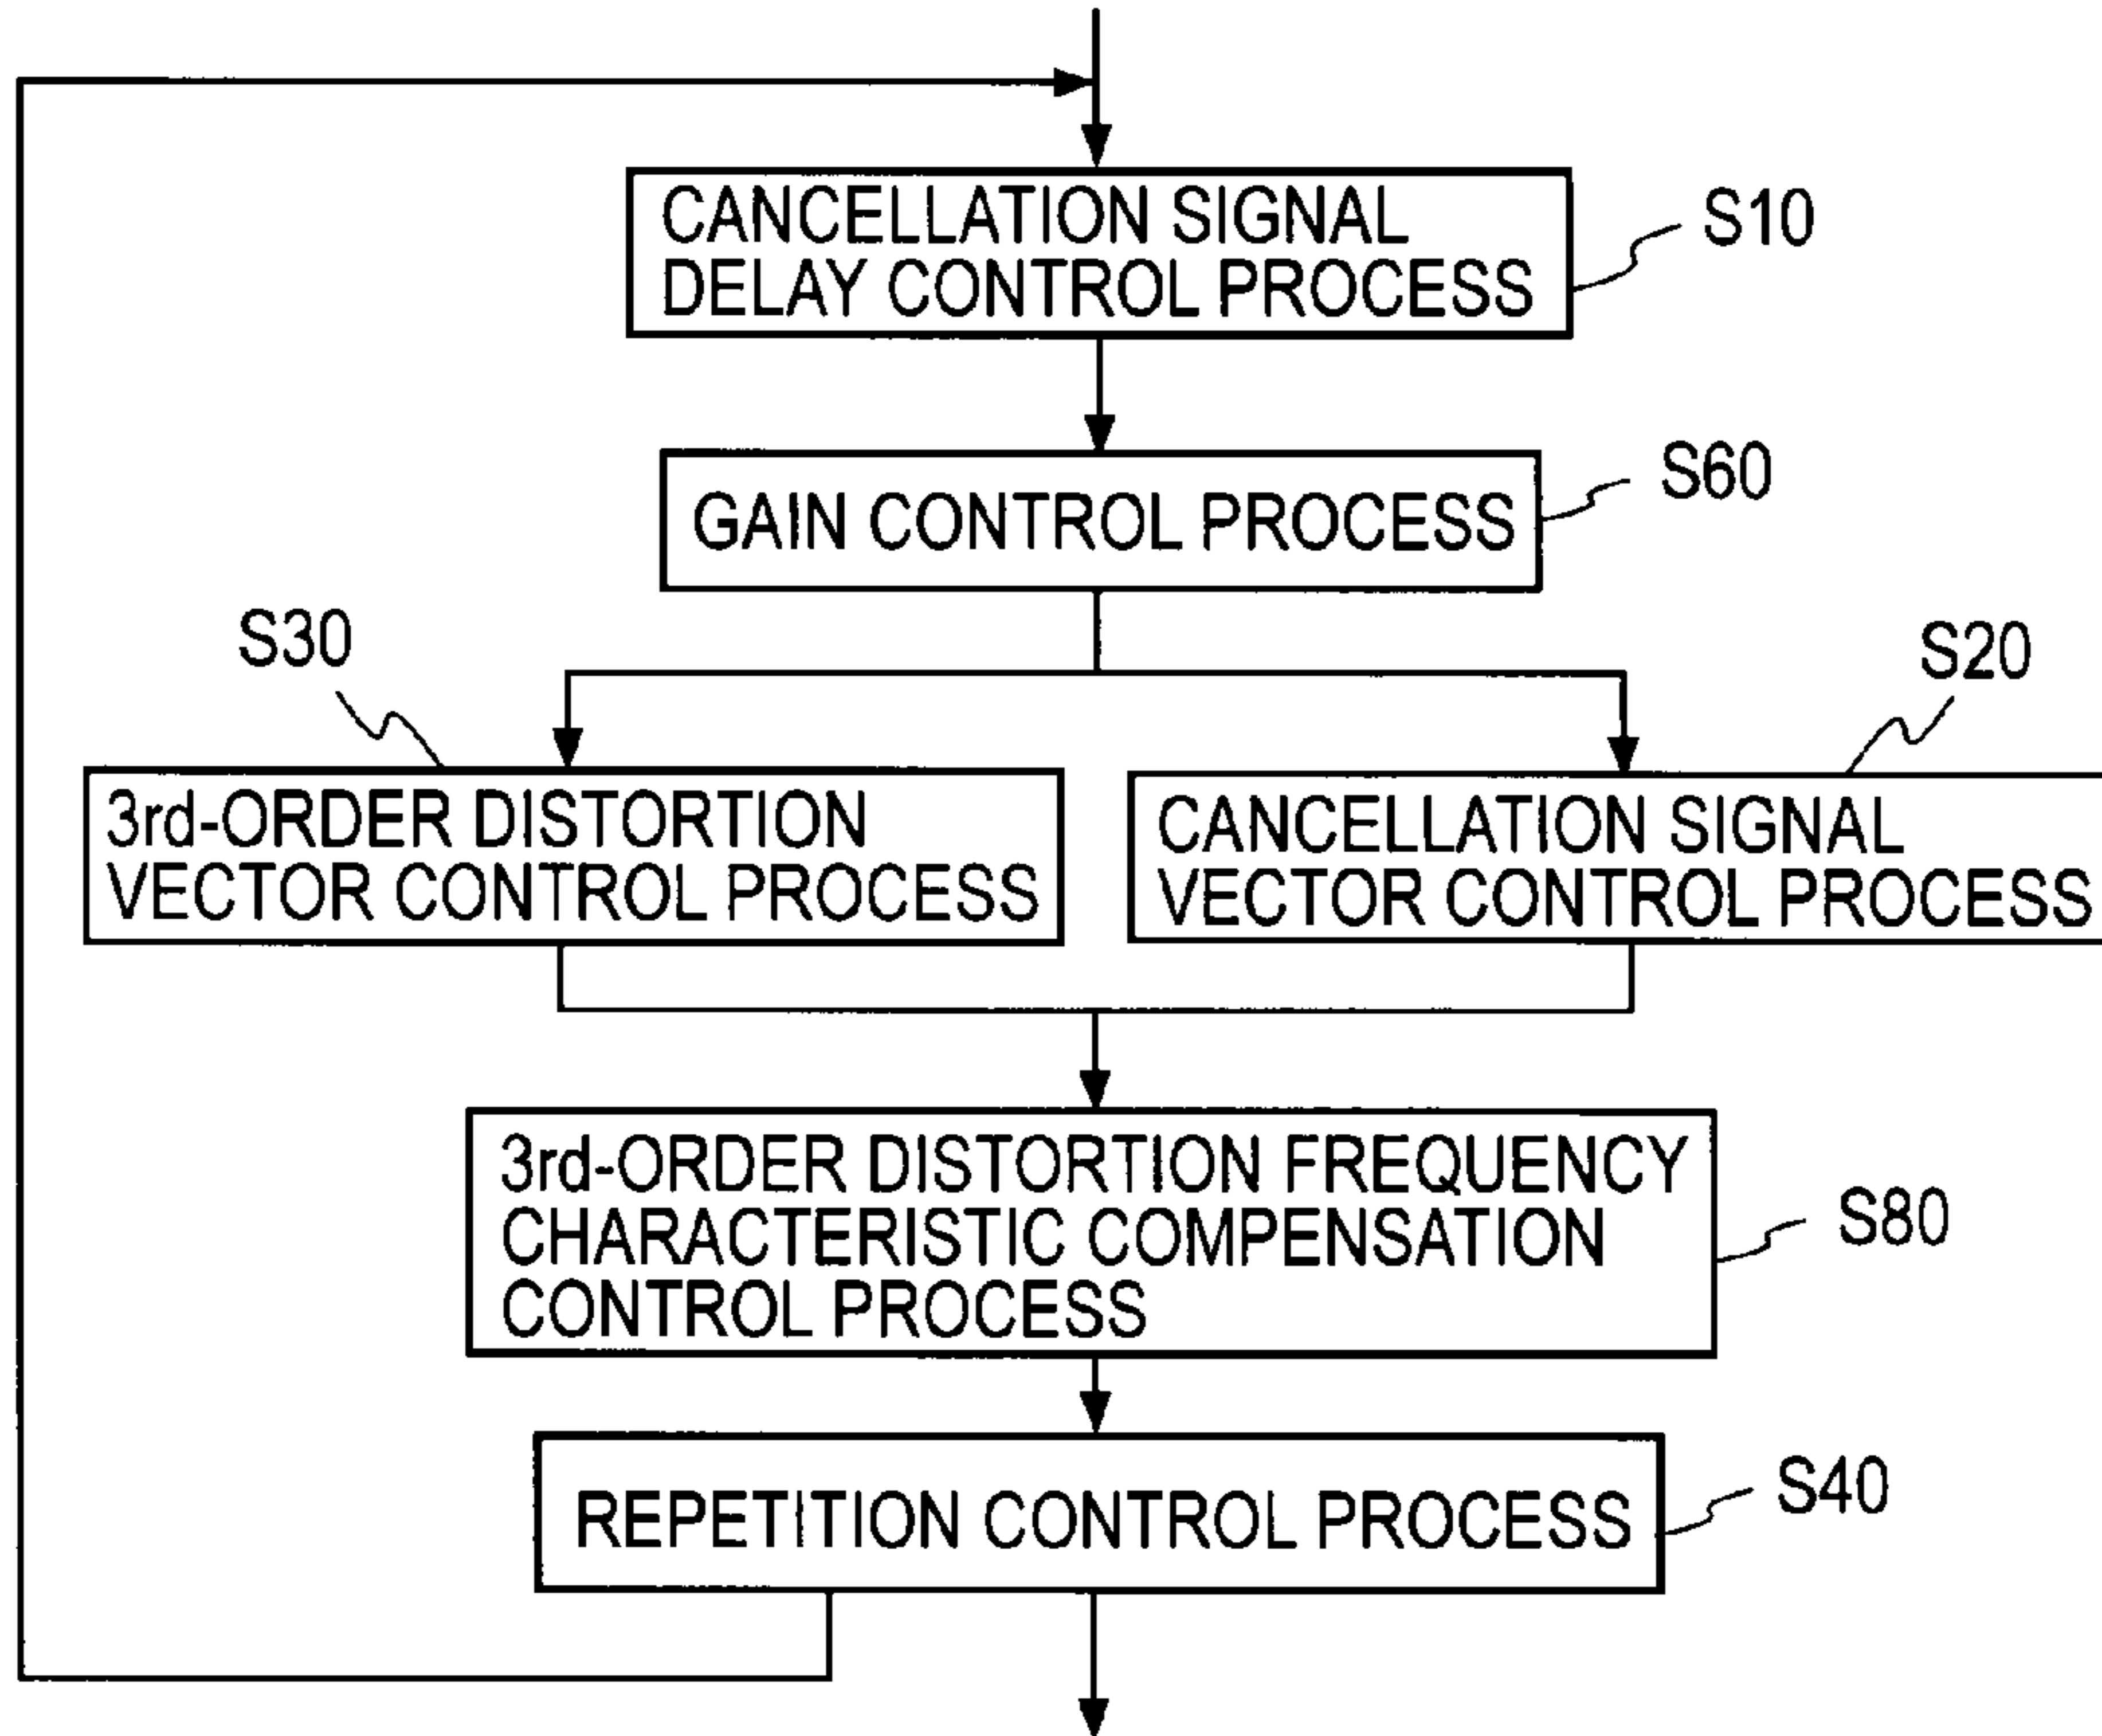 CANCELLATION SIGNAL
DELAY CONTROL PROCESS
S10
GAIN CONTROL PROCESS
S60
S30
S20
3rd-ORDER DISTORTION
VECTOR CONTROL PROCESS
CANCELLATION SIGNAL
VECTOR CONTROL PROCESS
3rd-ORDER DISTORTION FREQUENCY
CHARACTERISTIC COMPENSATION
CONTROL PROCESS
S80
REPETITION CONTROL PROCESS
S40